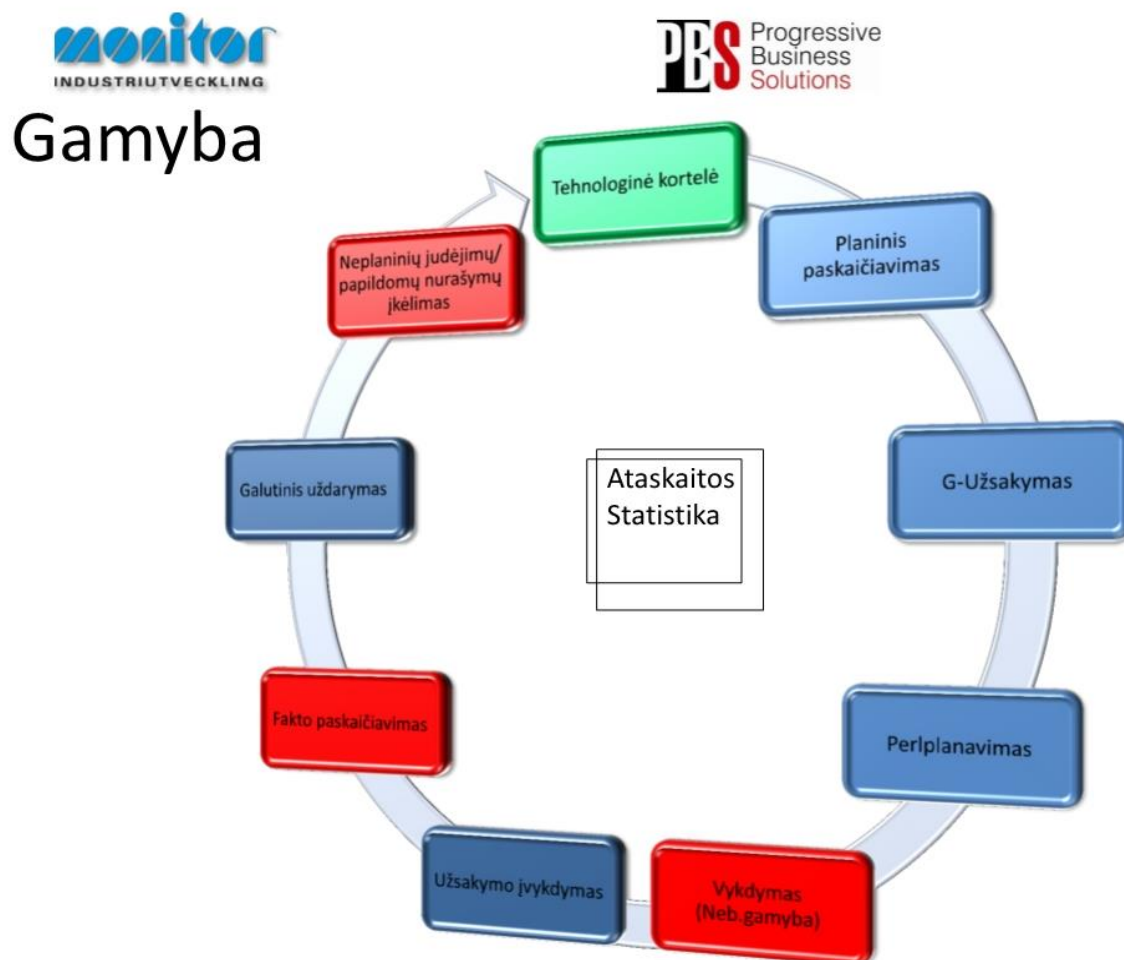 monitor
INDUSTRIUTVECKLING
PBS
Progressive
Business
Solutions
Gamyba
Tehnologinė kortelė
Planinis
paskaičiavimas
G-Užsakymas
Perlplanavimas
Vykdymas
(Neb.gamyba)
Užsakymo įvykdymas
Fakto paskaičiavimas
Galutinis uždarymas
Neplaninių judėjimų/
papildomų nurašymų
įkėlimas
Ataskaitos
Statistika